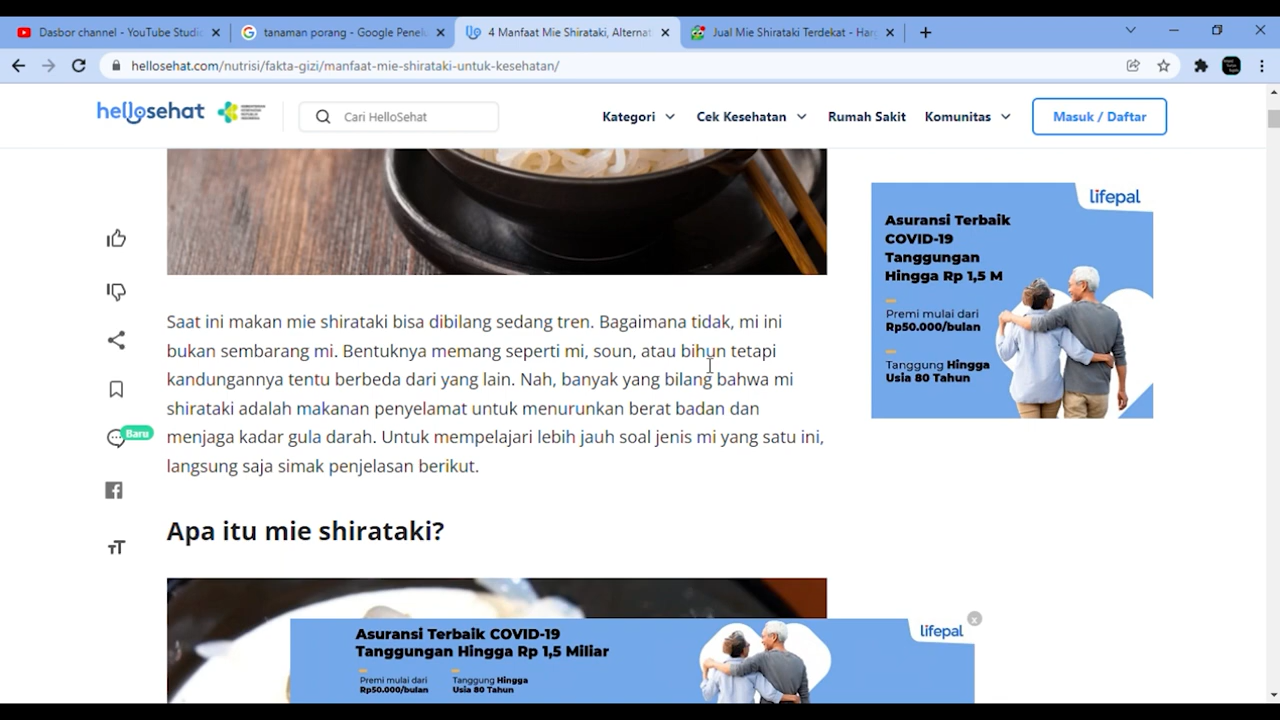 Dasbor channel - YouTube Studi
tanaman porang - Google Penelu
4 Manfaat Mie Shirataki, Alternat
Jual Mie Shirataki Terdekat - Harg
hellosehat.com/nutrisi/fakta-gizi/manfaat-mie-shirataki-untuk-kesehatan/
hellosehat
Cari HelloSehat
Kategori
Cek Kesehatan
Rumah Sakit
Komunitas
Masuk / Daftar
lifepal
Asuransi Terbaik
COVID-19
Tanggungan
Hingga Rp 1,5 M
Premi mulai dari
Rp50.000/bulan
Tanggung Hingga
Usia 80 Tahun
Baru
Saat ini makan mie shirataki bisa dibilang sedang tren. Bagaimana tidak, mi ini
bukan sembarang mi. Bentuknya memang seperti mi, soun, atau bihun tetapi
kandungannya tentu berbeda dari yang lain. Nah, banyak yang bilang bahwa mi
shirataki adalah makanan penyelamat untuk menurunkan berat badan dan
menjaga kadar gula darah. Untuk mempelajari lebih jauh soal jenis mi yang satu ini,
langsung saja simak penjelasan berikut.
Apa itu mie shirataki?
Asuransi Terbaik COVID-19
Tanggungan Hingga Rp 1,5 Miliar
Premi mulai dari
Rp50.000/bulan
Tanggung Hingga
Usia 80 Tahun
lifepal
x